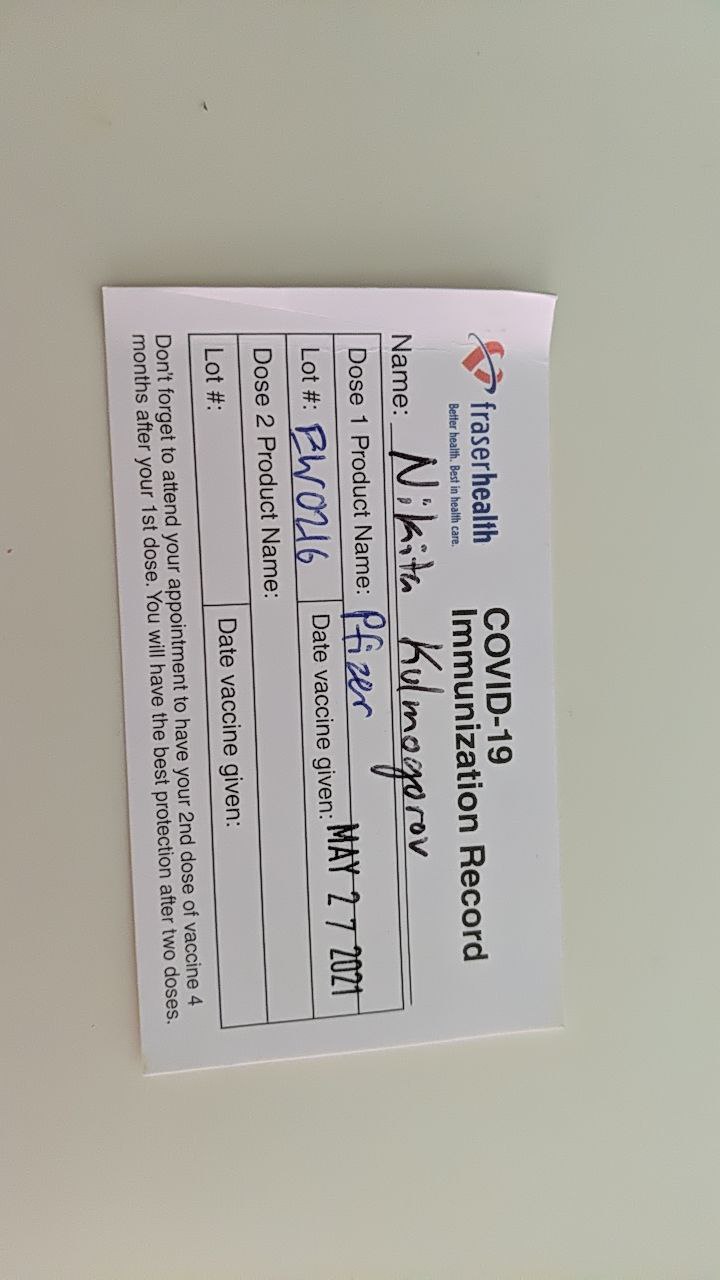 fraserhealth
Better health. Best in health care.
COVID-19
Immunization Record
Name: Nikita Kulmogorov
Dose 1 Product Name: Pfizer
Lot #: EW0216 Date vaccine given: MAY 27 2021
Dose 2 Product Name:
Lot #: Date vaccine given:
Don't forget to attend your appointment to have your 2nd dose of vaccine 4
months after your 1st dose. You will have the best protection after two doses.